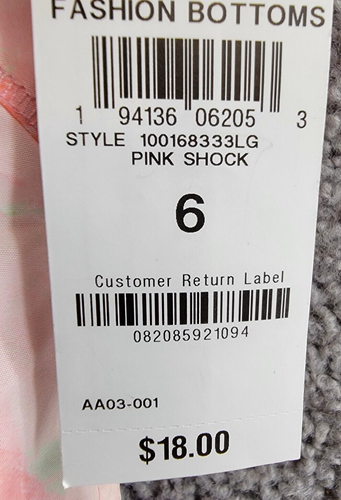 FASHION BOTTOMS
1 94136 06205 3
STYLE 100168333LG
PINK SHOCK
6
Customer Return Label
082085921094
AA03-001
$18.00